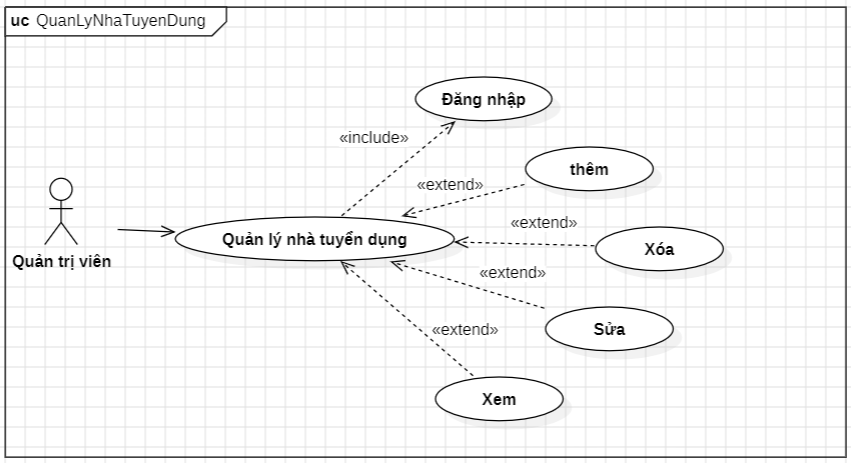 uc QuanLyNhaTuyenDung
Đăng nhập
«include»
thêm
«extend»
«extend»
Quản lý nhà tuyển dụng
Xóa
Quản trị viên
«extend»
Sửa
«extend»
Xem